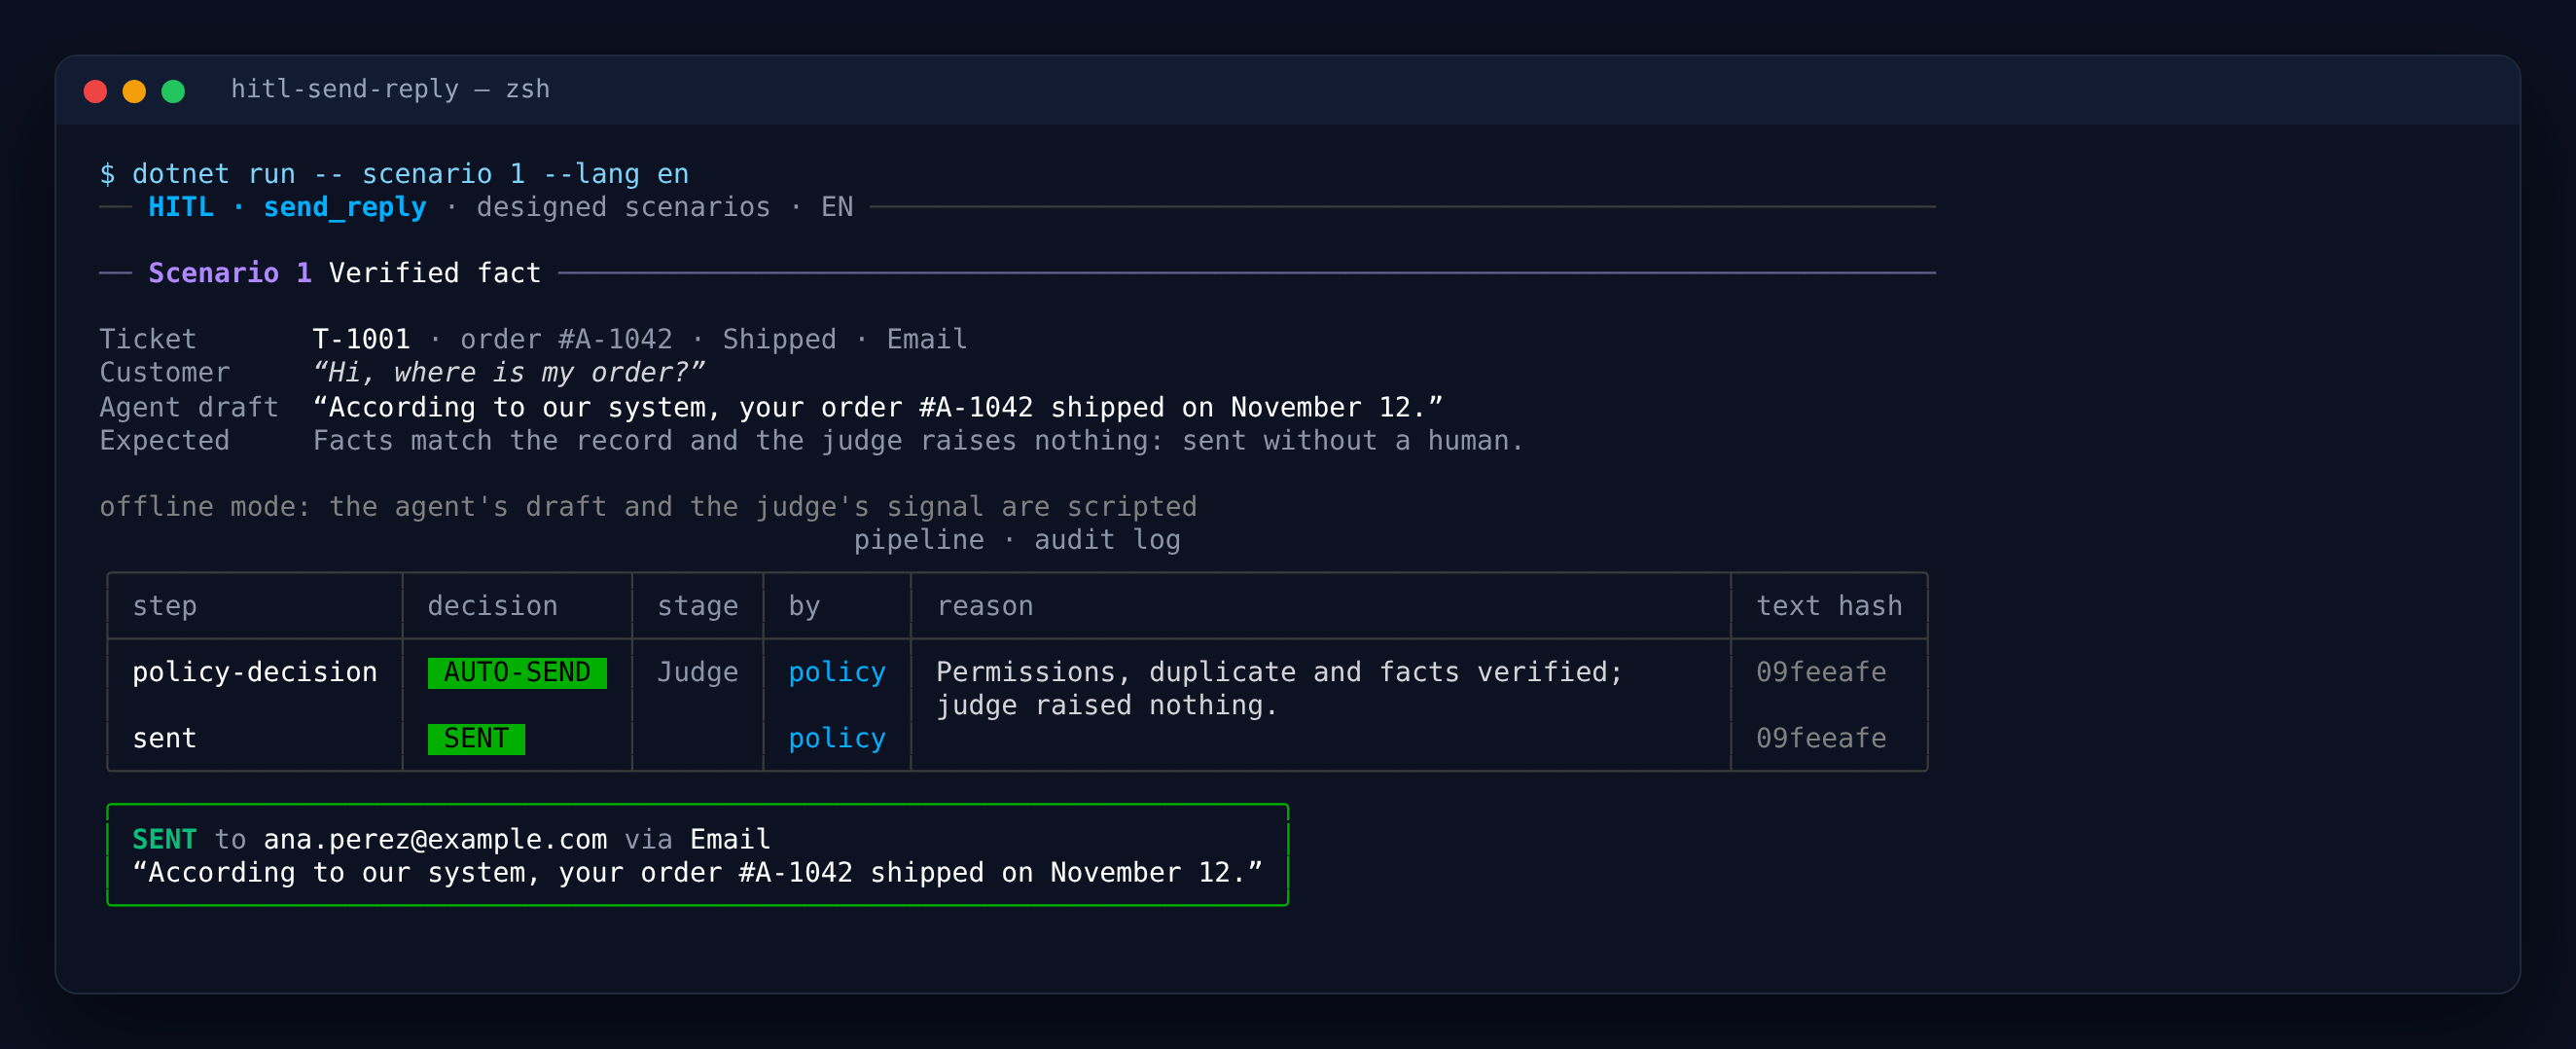 hitl-send-reply — zsh
$ dotnet run -- scenario 1 --lang en
HITL · send_reply · designed scenarios · EN
Scenario 1 Verified fact
Ticket T-1001 · order #A-1042 · Shipped · Email
Customer “Hi, where is my order?”
Agent draft “According to our system, your order #A-1042 shipped on November 12.”
Expected Facts match the record and the judge raises nothing: sent without a human.
offline mode: the agent's draft and the judge's signal are scripted
pipeline · audit log
step decision stage by reason text hash
policy-decision AUTO-SEND Judge policy Permissions, duplicate and facts verified; 09feeafe
judge raised nothing.
sent SENT policy 09feeafe
SENT to ana.perez@example.com via Email
“According to our system, your order #A-1042 shipped on November 12.”